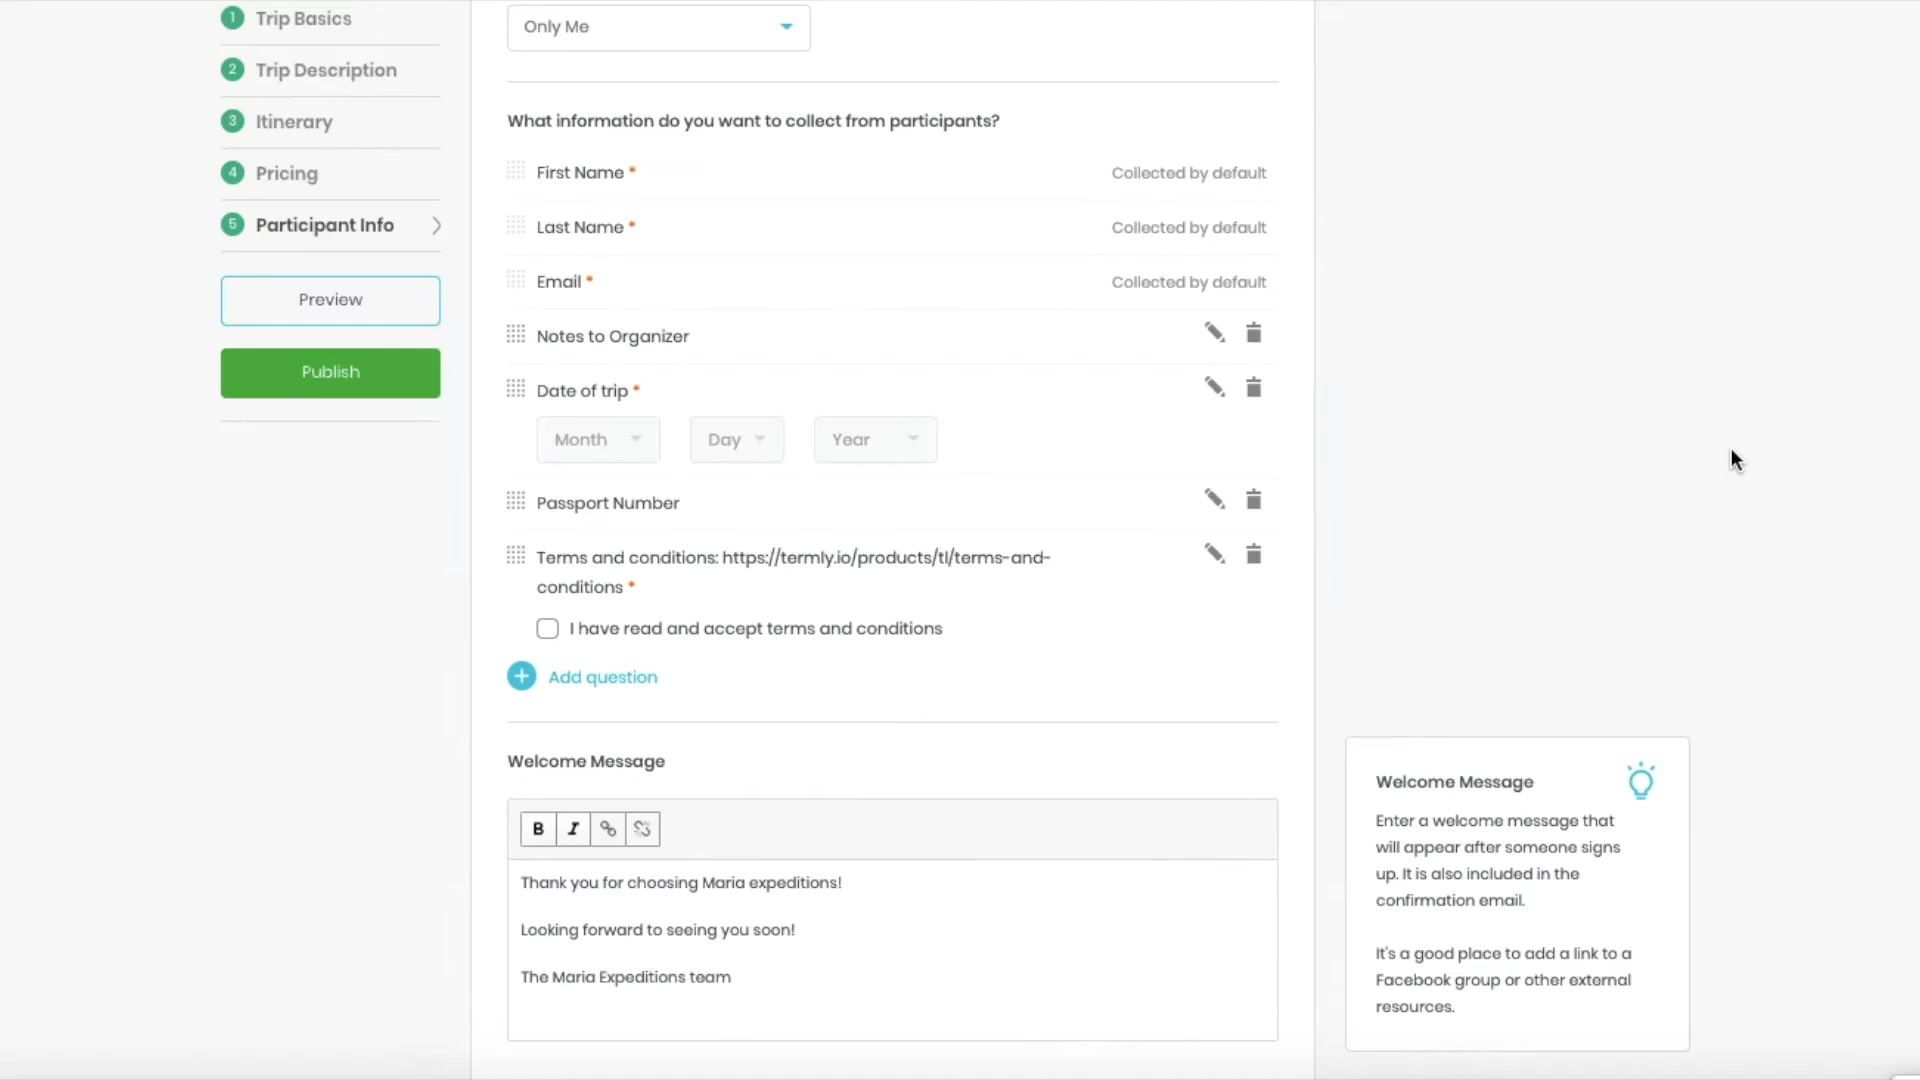 1 Trip Basics
2 Trip Description
3 Itinerary
4 Pricing
5 Participant Info
Preview
Publish
Only Me
What information do you want to collect from participants?
First Name * Collected by default
Last Name * Collected by default
Email * Collected by default
Notes to Organizer
Date of trip *
Month Day Year
Passport Number
Terms and conditions: https://termly.io/products/tl/terms-and-
conditions *
I have read and accept terms and conditions
+ Add question
Welcome Message
B I
Thank you for choosing Maria expeditions!
Looking forward to seeing you soon!
The Maria Expeditions team
Welcome Message
Enter a welcome message that
will appear after someone signs
up. It is also included in the
confirmation email.
It's a good place to add a link to a
Facebook group or other external
resources.